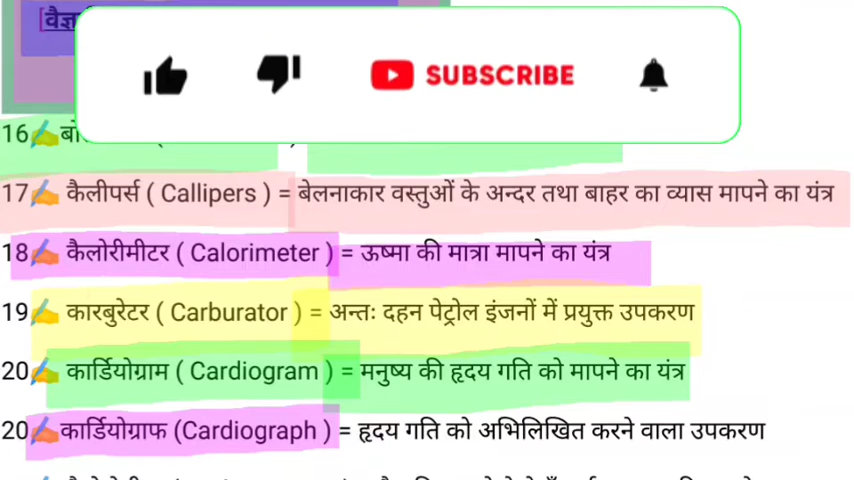 SUBSCRIBE
16✍
17✍ कैलीपर्स ( Callipers ) = बेलनाकार वस्तुओं के अन्दर तथा बाहर का व्यास मापने का यंत्र
18✍ कैलोरीमीटर ( Calorimeter ) = ऊष्मा की मात्रा मापने का यंत्र
19✍ कारबुरेटर ( Carburator ) = अन्तः दहन पेट्रोल इंजनों में प्रयुक्त उपकरण
20✍ कार्डियोग्राम ( Cardiogram ) = मनुष्य की हृदय गति को मापने का यंत्र
20✍कार्डियोग्राफ (Cardiograph ) = हृदय गति को अभिलिखित करने वाला उपकरण